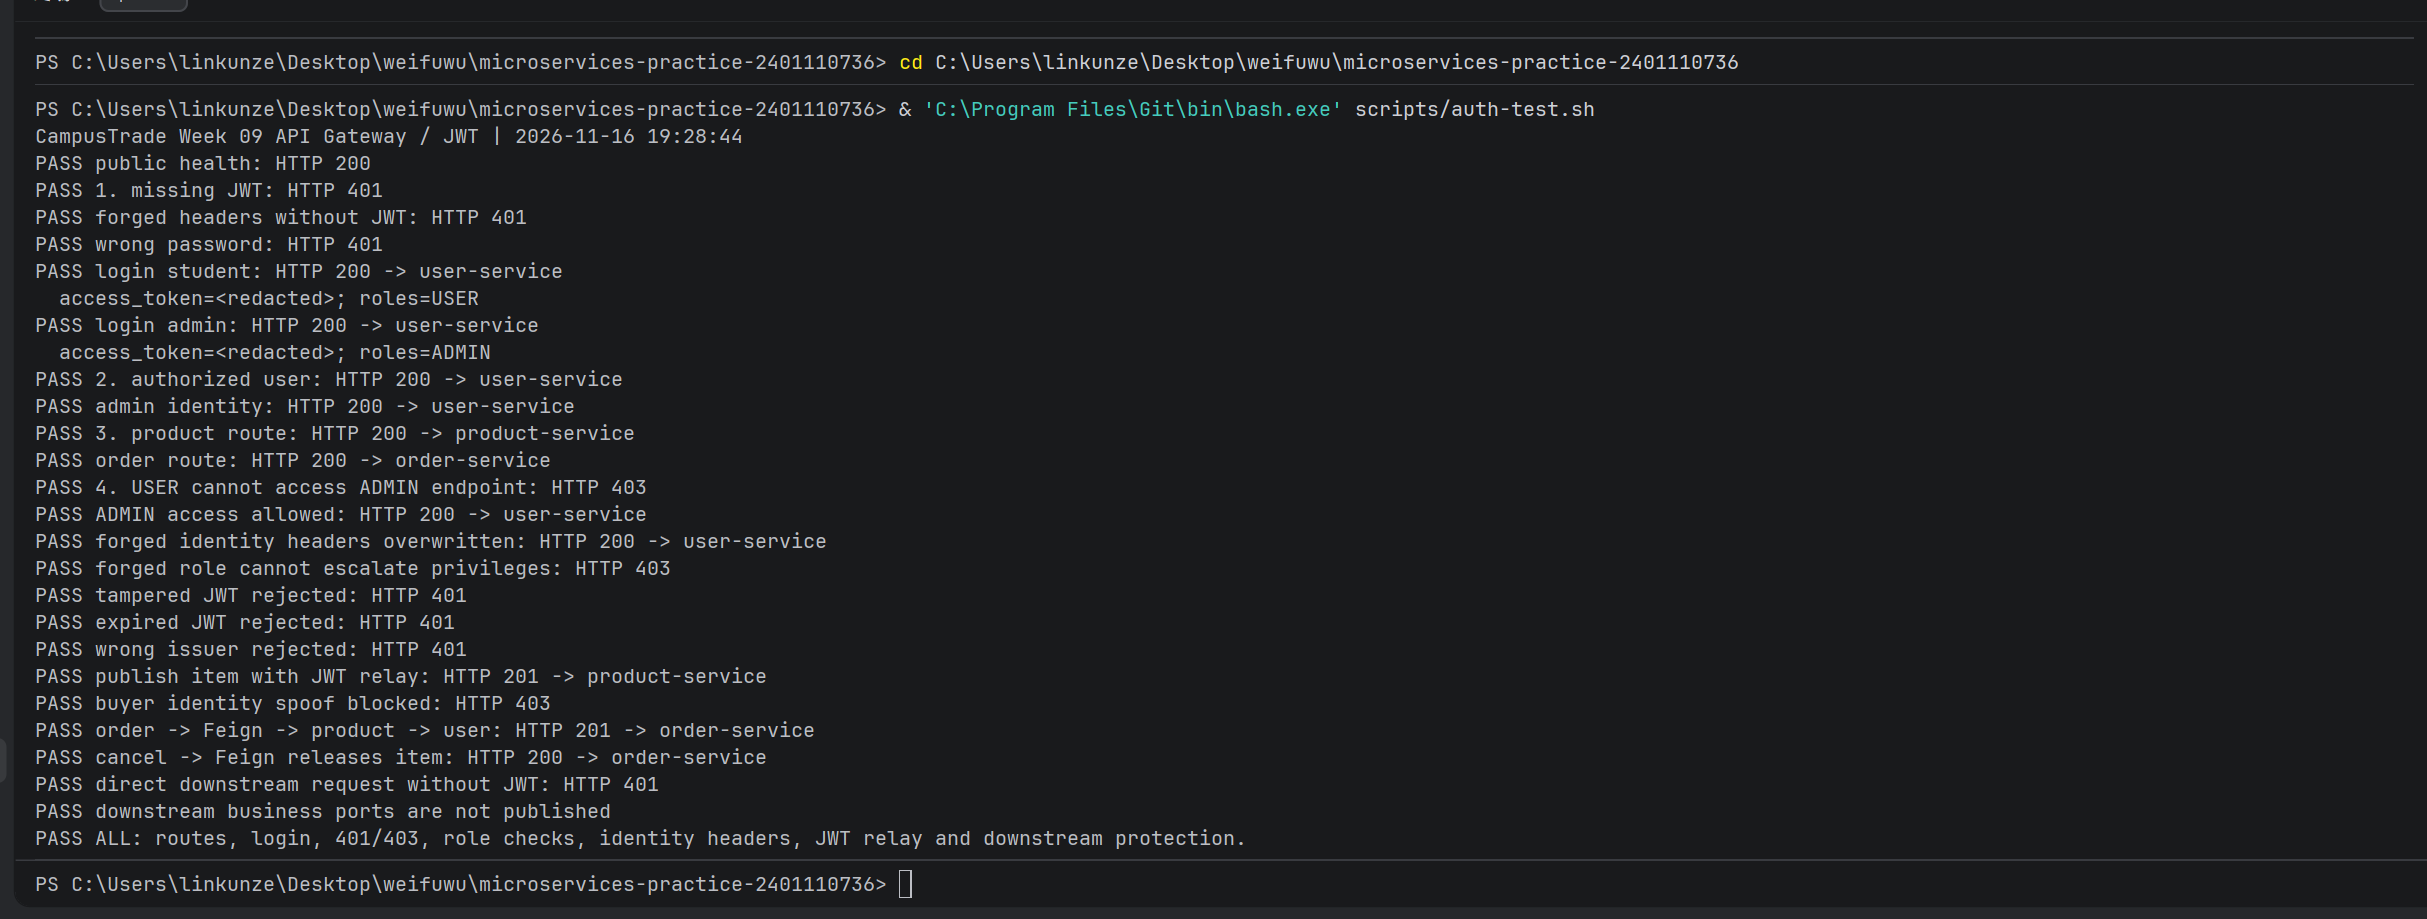 PS C:\Users\linkunze\Desktop\weifuwu\microservices-practice-2401110736> cd C:\Users\linkunze\Desktop\weifuwu\microservices-practice-2401110736
PS C:\Users\linkunze\Desktop\weifuwu\microservices-practice-2401110736> & 'C:\Program Files\Git\bin\bash.exe' scripts/auth-test.sh
CampusTrade Week 09 API Gateway / JWT | 2026-11-16 19:28:44
PASS public health: HTTP 200
PASS 1. missing JWT: HTTP 401
PASS forged headers without JWT: HTTP 401
PASS wrong password: HTTP 401
PASS login student: HTTP 200 -> user-service
  access_token=<redacted>; roles=USER
PASS login admin: HTTP 200 -> user-service
  access_token=<redacted>; roles=ADMIN
PASS 2. authorized user: HTTP 200 -> user-service
PASS admin identity: HTTP 200 -> user-service
PASS 3. product route: HTTP 200 -> product-service
PASS order route: HTTP 200 -> order-service
PASS 4. USER cannot access ADMIN endpoint: HTTP 403
PASS ADMIN access allowed: HTTP 200 -> user-service
PASS forged identity headers overwritten: HTTP 200 -> user-service
PASS forged role cannot escalate privileges: HTTP 403
PASS tampered JWT rejected: HTTP 401
PASS expired JWT rejected: HTTP 401
PASS wrong issuer rejected: HTTP 401
PASS publish item with JWT relay: HTTP 201 -> product-service
PASS buyer identity spoof blocked: HTTP 403
PASS order -> Feign -> product -> user: HTTP 201 -> order-service
PASS cancel -> Feign releases item: HTTP 200 -> order-service
PASS direct downstream request without JWT: HTTP 401
PASS downstream business ports are not published
PASS ALL: routes, login, 401/403, role checks, identity headers, JWT relay and downstream protection.
PS C:\Users\linkunze\Desktop\weifuwu\microservices-practice-2401110736>